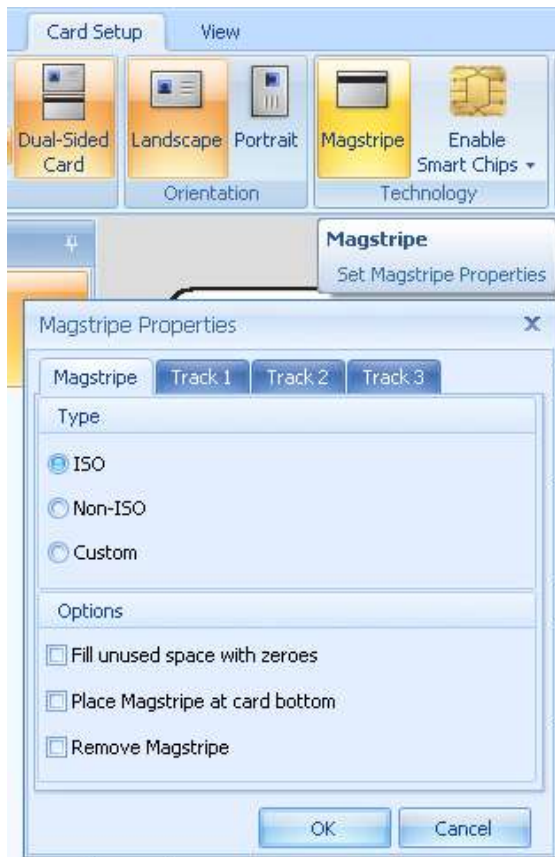 Card Setup View
Dual-Sided Card
Landscape Portrait
Magstripe
Enable Smart Chips
Orientation
Technology
Magstripe
Set Magstripe Properties
Magstripe Properties
Magstripe Track 1 Track 2 Track 3
Type
ISO
Non-ISO
Custom
Options
Fill unused space with zeroes
Place Magstripe at card bottom
Remove Magstripe
OK Cancel